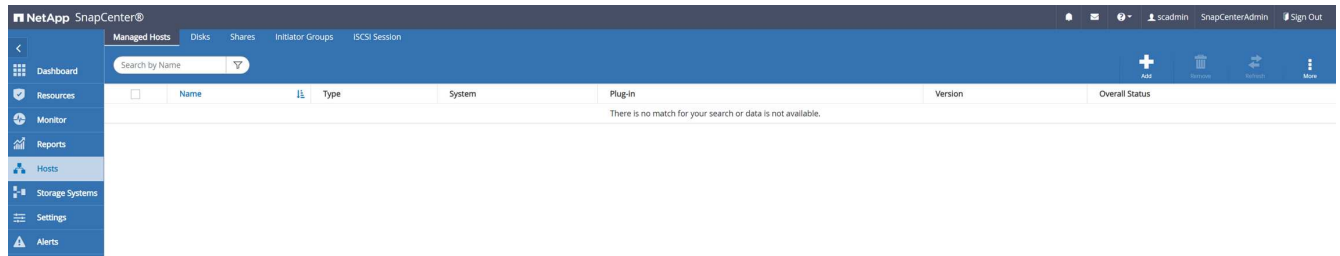 NetApp SnapCenter®
scadmin SnapCenterAdmin Sign Out
Managed Hosts Disks Shares Initiator Groups iSCSI Session
Search by Name
Add Remove Refresh More
Dashboard
Resources
Monitor
Reports
Hosts
Storage Systems
Settings
Alerts
Name Type System Plug-in Version Overall Status
There is no match for your search or data is not available.